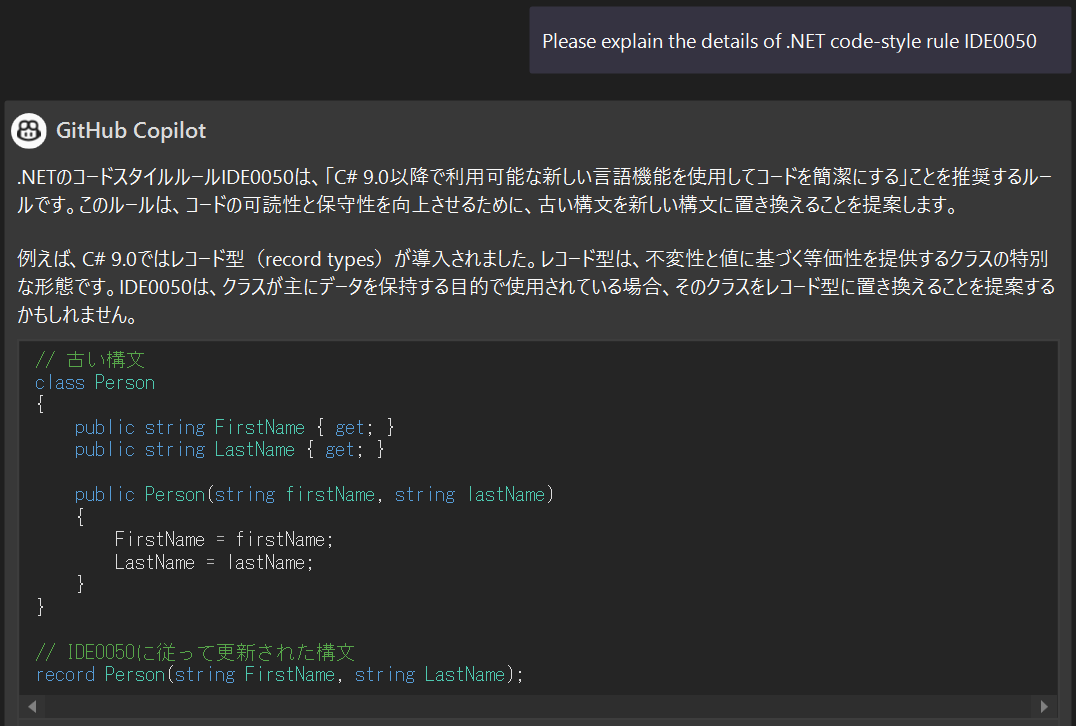 Please explain the details of .NET code-style rule IDE0050
GitHub Copilot
.NETのコードスタイルルールIDE0050は、「C# 9.0以降で利用可能な新しい言語機能を使用してコードを簡潔にする」ことを推奨するルー
ルです。このルールは、コードの可読性と保守性を向上させるために、古い構文を新しい構文に置き換えることを提案します。
例えば、C# 9.0ではレコード型（record types）が導入されました。レコード型は、不変性と値に基づく等価性を提供するクラスの特別
な形態です。IDE0050は、クラスが主にデータを保持する目的で使用されている場合、そのクラスをレコード型に置き換えることを提案する
かもしれません。
// 古い構文
class Person
{
    public string FirstName { get; }
    public string LastName { get; }
    public Person(string firstName, string lastName)
    {
        FirstName = firstName;
        LastName = lastName;
    }
}
// IDE0050に従って更新された構文
record Person(string FirstName, string LastName);